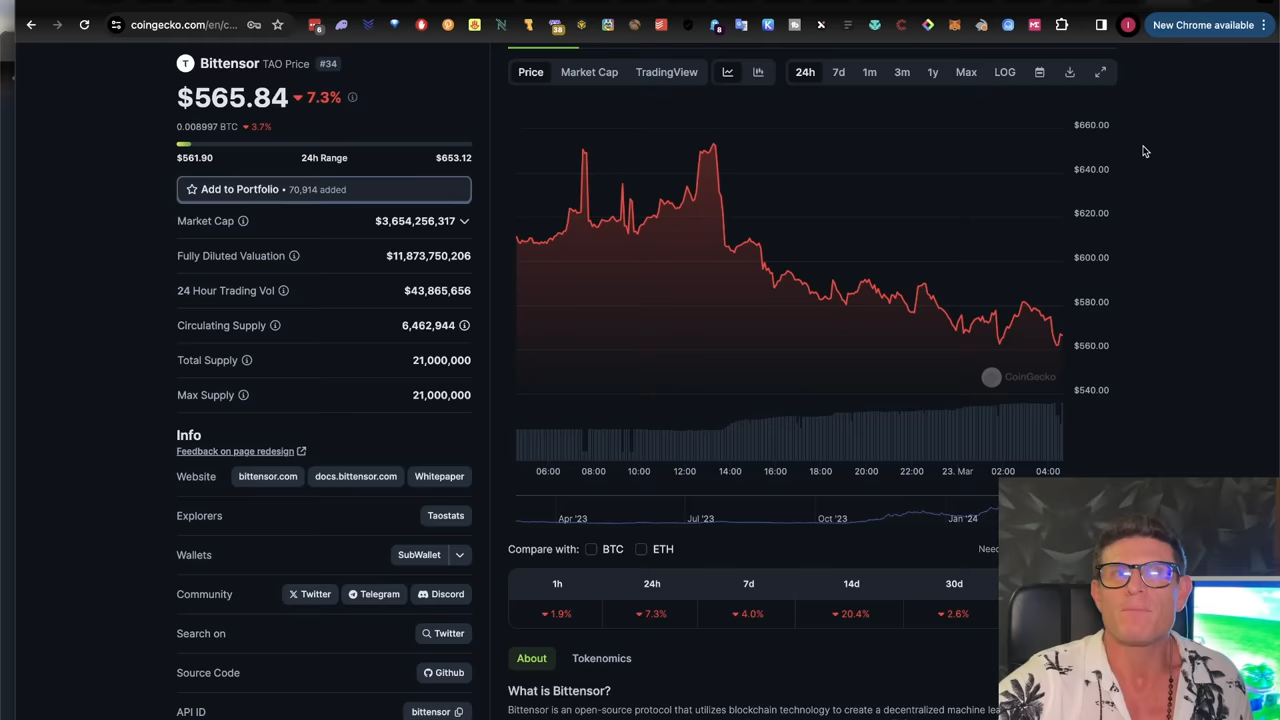 coingecko.com/en/c...
6
38
8
New Chrome available
T Bittensor TAO Price #34
$565.84 7.3%
0.008997 BTC 3.7%
$561.90 24h Range $653.12
Add to Portfolio • 70,914 added
Market Cap $3,654,256,317
Fully Diluted Valuation $11,873,750,206
24 Hour Trading Vol $43,865,656
Circulating Supply 6,462,944
Total Supply 21,000,000
Max Supply 21,000,000
Info
Feedback on page redesign
Website bittensor.com docs.bittensor.com Whitepaper
Explorers Taostats
Wallets SubWallet
Community Twitter Telegram Discord
Search on Twitter
Source Code Github
API ID bittensor
Price Market Cap TradingView 24h 7d 1m 3m 1y Max LOG
$660.00
$640.00
$620.00
$600.00
$580.00
$560.00
$540.00
CoinGecko
06:00 08:00 10:00 12:00 14:00 16:00 18:00 20:00 22:00 23. Mar 02:00 04:00
Apr '23 Jul '23 Oct '23 Jan '24
Compare with: BTC ETH Need
1h 24h 7d 14d 30d
1.9% 7.3% 4.0% 20.4% 2.6%
About Tokenomics
What is Bittensor?
Bittensor is an open-source protocol that utilizes blockchain technology to create a decentralized machine